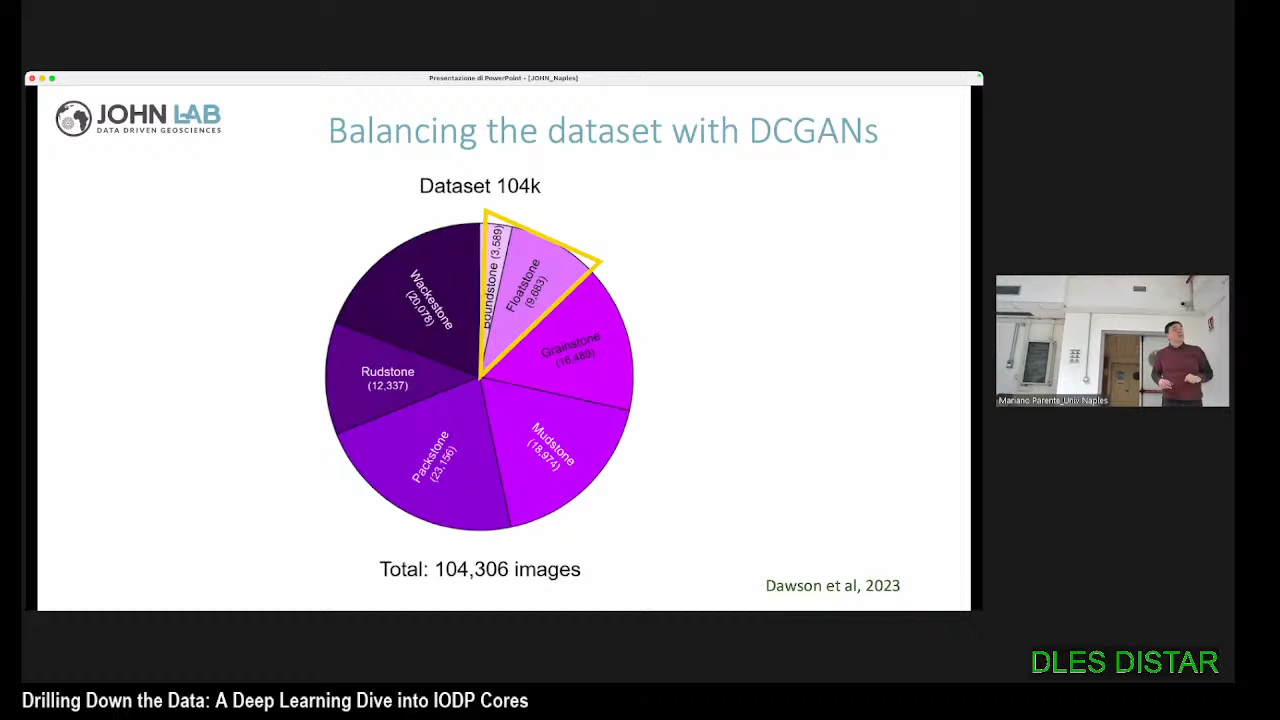 Presentazione di PowerPoint - [JOHN_Naples]
JOHN LAB
DATA DRIVEN GEOSCIENCES
Balancing the dataset with DCGANs
Dataset 104k
Boundstone (3,589)
Floatstone
(9,683)
Grainstone
(16,489)
Mudstone
(18,974)
Packstone
(23,156)
Rudstone
(12,337)
Wackestone
(20,078)
Total: 104,306 images
Dawson et al, 2023
Mariano Parente_Univ Naples
DLES DISTAR
Drilling Down the Data: A Deep Learning Dive into IODP Cores